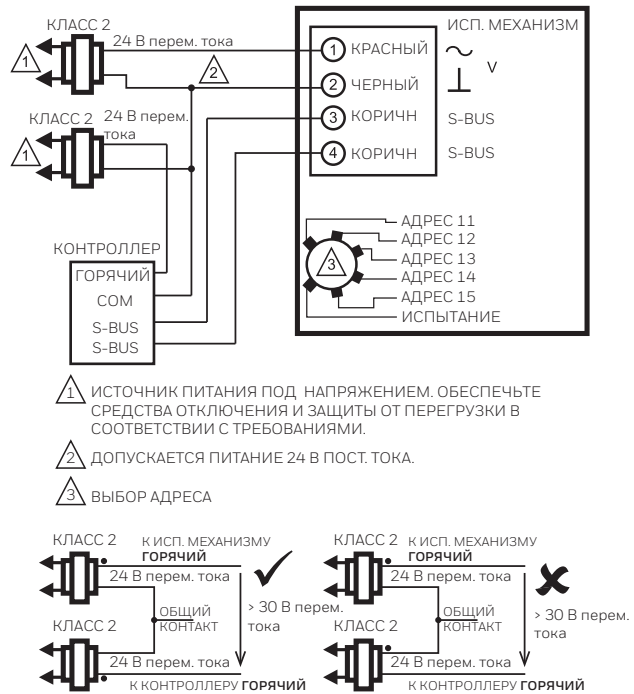 КЛАСС 2
24 В перем. тока
ИСП. МЕХАНИЗМ
1 КРАСНЫЙ
1
2
V
2 ЧЕРНЫЙ
КЛАСС 2
24 В перем.
тока
3 КОРИЧН
S-BUS
1
4 КОРИЧН
S-BUS
АДРЕС 11
АДРЕС 12
АДРЕС 13
АДРЕС 14
АДРЕС 15
ИСПЫТАНИЕ
3
КОНТРОЛЛЕР
ГОРЯЧИЙ
COM
S-BUS
S-BUS
1 ИСТОЧНИК ПИТАНИЯ ПОД НАПРЯЖЕНИЕМ. ОБЕСПЕЧЬТЕ
СРЕДСТВА ОТКЛЮЧЕНИЯ И ЗАЩИТЫ ОТ ПЕРЕГРУЗКИ В
СООТВЕТСТВИИ С ТРЕБОВАНИЯМИ.
2 ДОПУСКАЕТСЯ ПИТАНИЕ 24 В ПОСТ. ТОКА.
3 ВЫБОР АДРЕСА
КЛАСС 2
К ИСП. МЕХАНИЗМУ
ГОРЯЧИЙ
24 В перем. тока
> 30 В перем.
тока
ОБЩИЙ
КОНТАКТ
КЛАСС 2
24 В перем. тока
К КОНТРОЛЛЕРУ ГОРЯЧИЙ
КЛАСС 2
К ИСП. МЕХАНИЗМУ
ГОРЯЧИЙ
24 В перем. тока
> 30 В перем.
тока
ОБЩИЙ
КОНТАКТ
КЛАСС 2
24 В перем. тока
К КОНТРОЛЛЕРУ ГОРЯЧИЙ